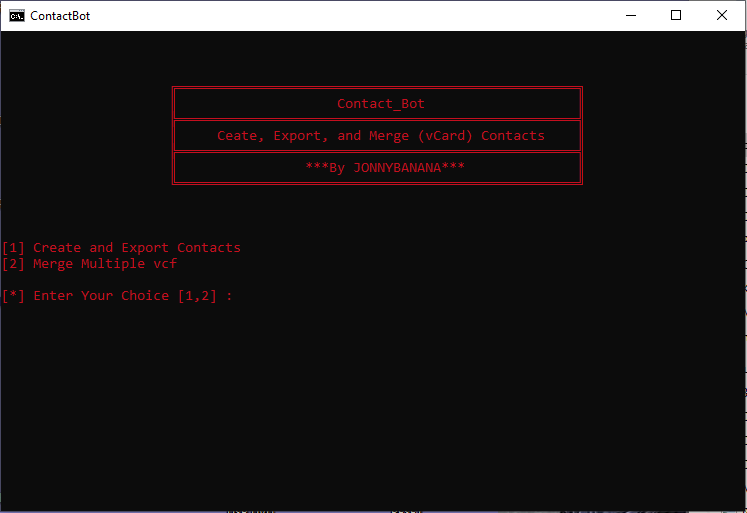 ContactBot
Contact_Bot
Ceate, Export, and Merge (vCard) Contacts
***By JONNYBANANA***
[1] Create and Export Contacts
[2] Merge Multiple vcf
[*] Enter Your Choice [1,2] :